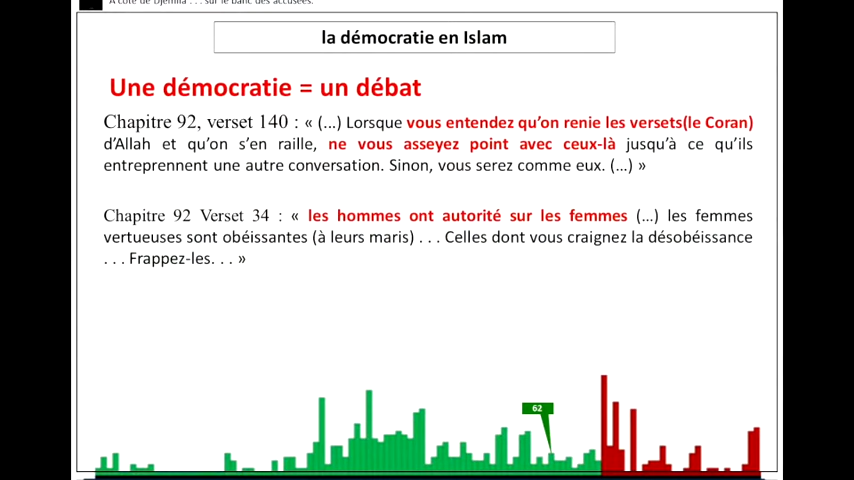 A côté de Djemila . . . sur le banc des accusées.
la démocratie en Islam
Une démocratie = un débat
Chapitre 92, verset 140 : « (...) Lorsque vous entendez qu'on renie les versets(le Coran)
d'Allah et qu'on s'en raille, ne vous asseyez point avec ceux-là jusqu'à ce qu'ils
entreprennent une autre conversation. Sinon, vous serez comme eux. (...) »
Chapitre 92 Verset 34 : « les hommes ont autorité sur les femmes (...) les femmes
vertueuses sont obéissantes (à leurs maris) . . . Celles dont vous craignez la désobéissance
. . . Frappez-les. . . »
62